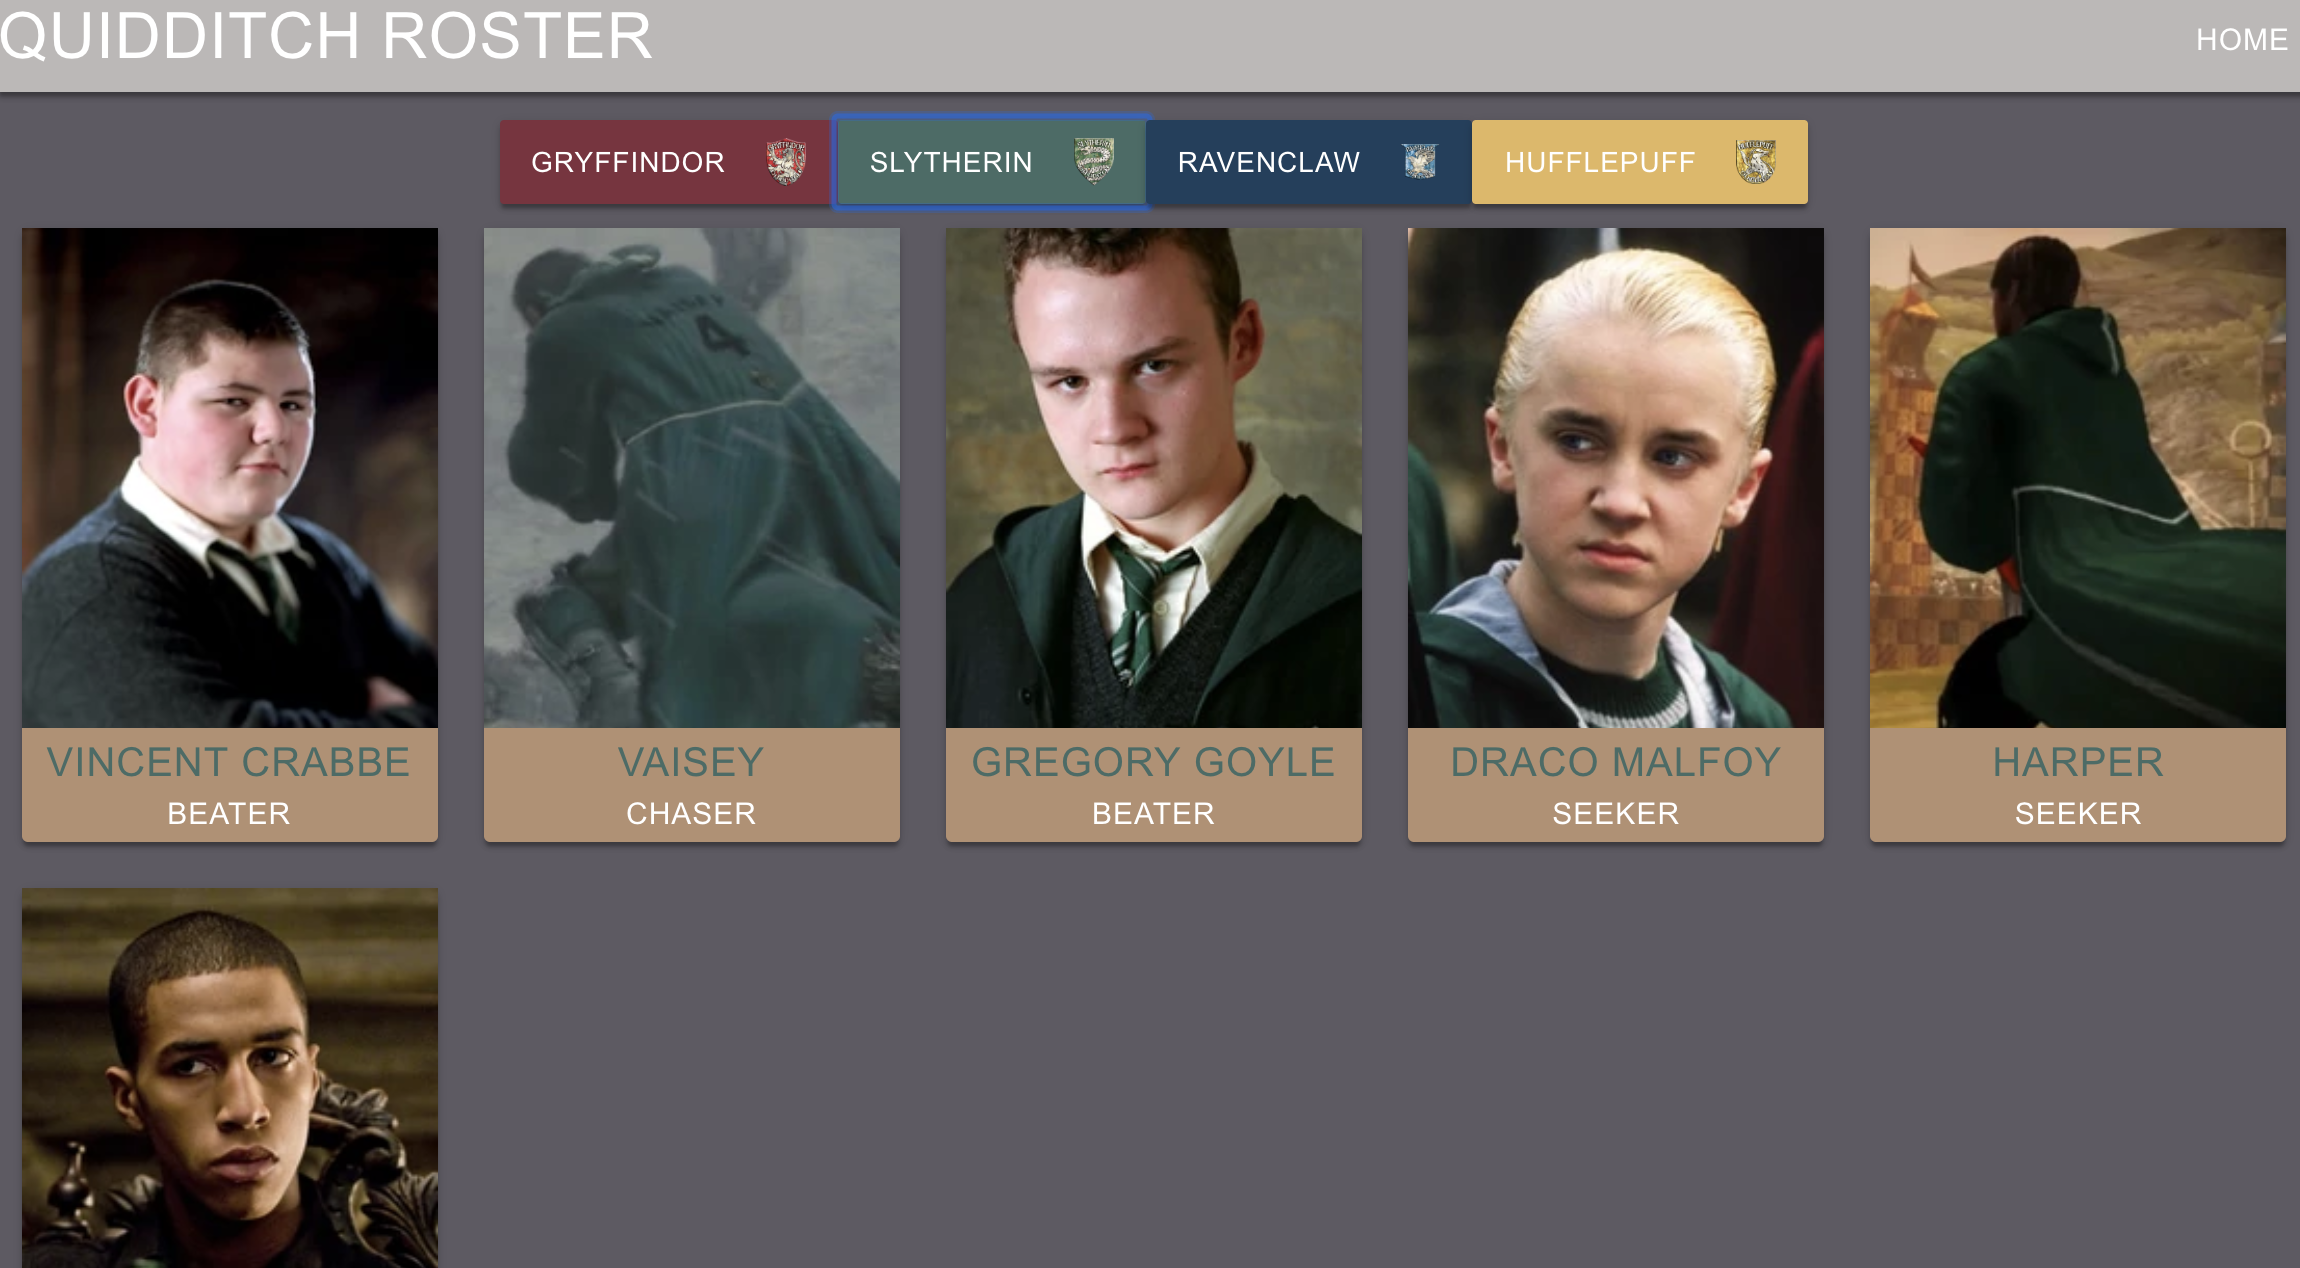 QUIDDITCH ROSTER
HOME
GRYFFINDOR
SLYTHERIN
RAVENCLAW
HUFFLEPUFF
4
VINCENT CRABBE
VAISEY
GREGORY GOYLE
DRACO MALFOY
HARPER
BEATER
CHASER
BEATER
SEEKER
SEEKER